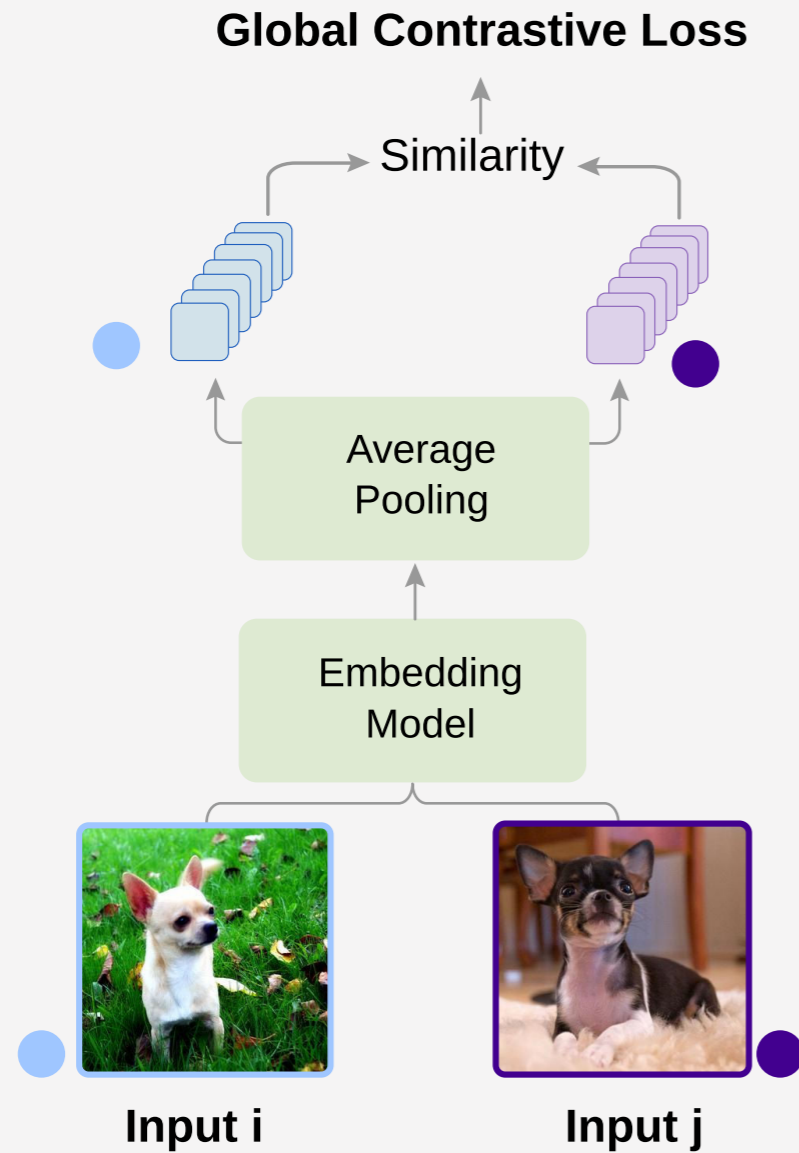 Global Contrastive Loss
Similarity
Average
Pooling
Embedding
Model
Input i
Input j